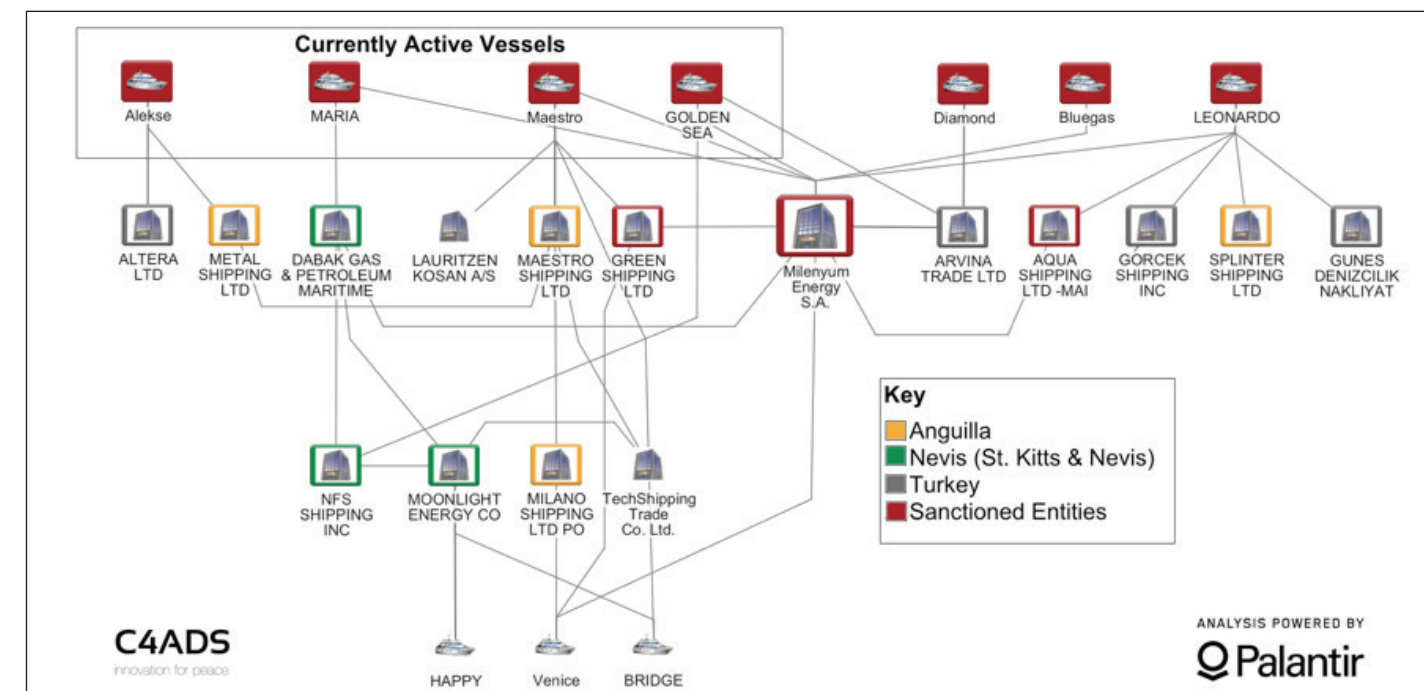 Currently Active Vessels
Alekse
MARIA
Maestro
GOLDEN
SEA
Diamond
Bluegas
LEONARDO
ALTERA
LTD
METAL
SHIPPING
LTD
DABAK GAS
& PETROLEUM
MARITIME
LAURITZEN
KOSAN A/S
MAESTRO
SHIPPING
LTD
GREEN
SHIPPING
LTD
Milenyum
Energy
S.A.
ARVINA
TRADE LTD
AQUA
SHIPPING
LTD -MAI
GÖRCEK
SHIPPING
INC
SPLINTER
SHIPPING
LTD
GUNES
DENIZCILIK
NAKLIYAT
Key
Anguilla
Nevis (St. Kitts & Nevis)
Turkey
Sanctioned Entities
NFS
SHIPPING
INC
MOONLIGHT
ENERGY CO
MILANO
SHIPPING
LTD PO
TechShipping
Trade
Co. Ltd.
HAPPY
Venice
BRIDGE
C4ADS
innovation for peace
ANALYSIS POWERED BY
Palantir